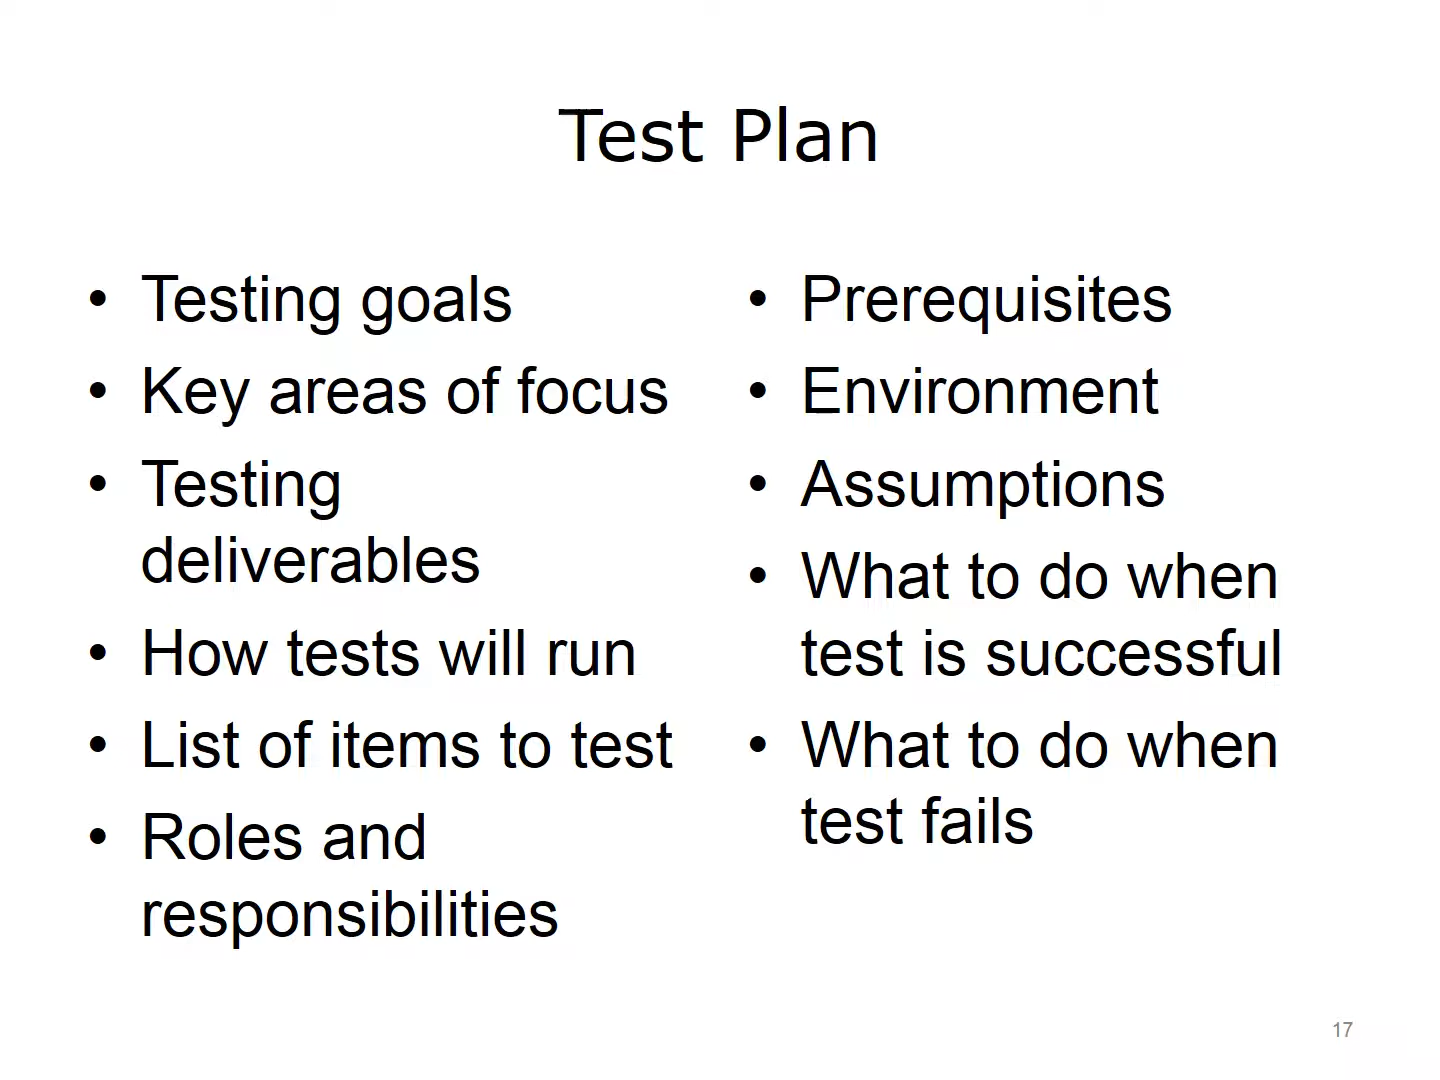 Test Plan
• Testing goals
• Key areas of focus
• Testing
deliverables
• How tests will run
• List of items to test
• Roles and
responsibilities
• Prerequisites
• Environment
• Assumptions
• What to do when
test is successful
• What to do when
test fails
17